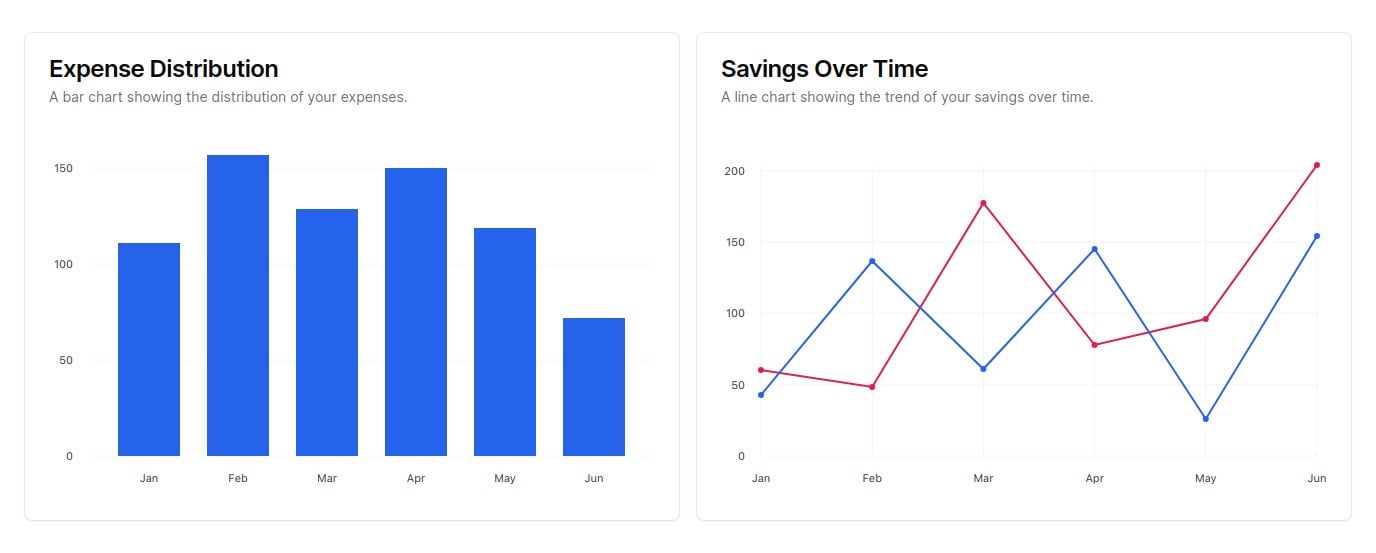 Expense Distribution
A bar chart showing the distribution of your expenses.
150
100
50
0
Jan Feb Mar Apr May Jun
Savings Over Time
A line chart showing the trend of your savings over time.
200
150
100
50
0
Jan Feb Mar Apr May Jun